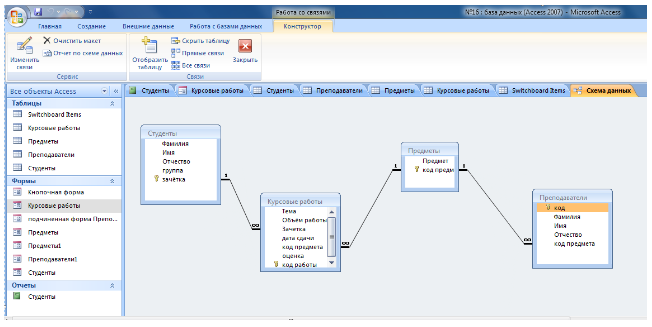 Работа со связями
№16 : база данных (Access 2007) - Microsoft Access
Главная Создание Внешние данные Работа с базами данных Конструктор
Изменить связи
Очистить макет
Отчет по схеме данных
Сервис
Отобразить таблицу
Скрыть таблицу
Прямые связи
Все связи
Закрыть
Связи
Все объекты Access
Таблицы
Switchboard Items
Курсовые работы
Предметы
Преподаватели
Студенты
Формы
Кнопочная форма
Курсовые работы
подчиненная форма Препо...
Предметы
Предметы1
Преподаватели1
Студенты
Отчеты
Студенты
Студенты Курсовые работы Студенты Преподаватели Предметы Курсовые работы Switchboard Items Схема данных
Студенты
Фамилия
Имя
Отчество
группа
зачётка
1
∞
Курсовые работы
Тема
Объём работы
Зачетка
дата сдачи
код предмета
оценка
код работы
∞
1
Предметы
Предмет
код предм
1
∞
Преподаватели
код
Фамилия
Имя
Отчество
код предмета